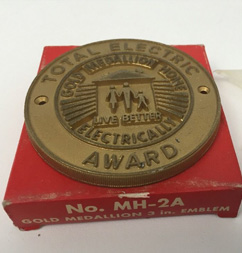 TOTAL ELECTRIC
GOLD MEDALLION HOME
LIVE BETTER
ELECTRICALLY
AWARD
No. MH-2A
GOLD MEDALLION 3 in. EMBLEM